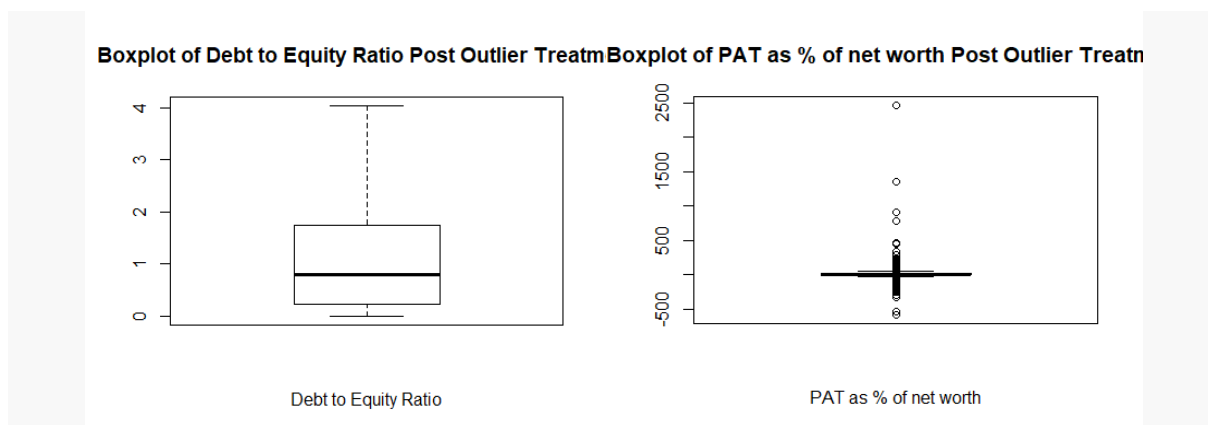 Boxplot of Debt to Equity Ratio Post Outlier Treatm
Boxplot of PAT as % of net worth Post Outlier Treatn
4
3
2
1
0
Debt to Equity Ratio
2500
1500
500
-500
PAT as % of net worth